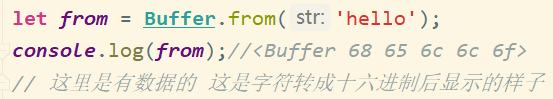 let from = Buffer.from( str: 'hello');
console.log(from);//<Buffer 68 65 6c 6c 6f>
// 这里是有数据的 这是字符转成十六进制后显示的样子